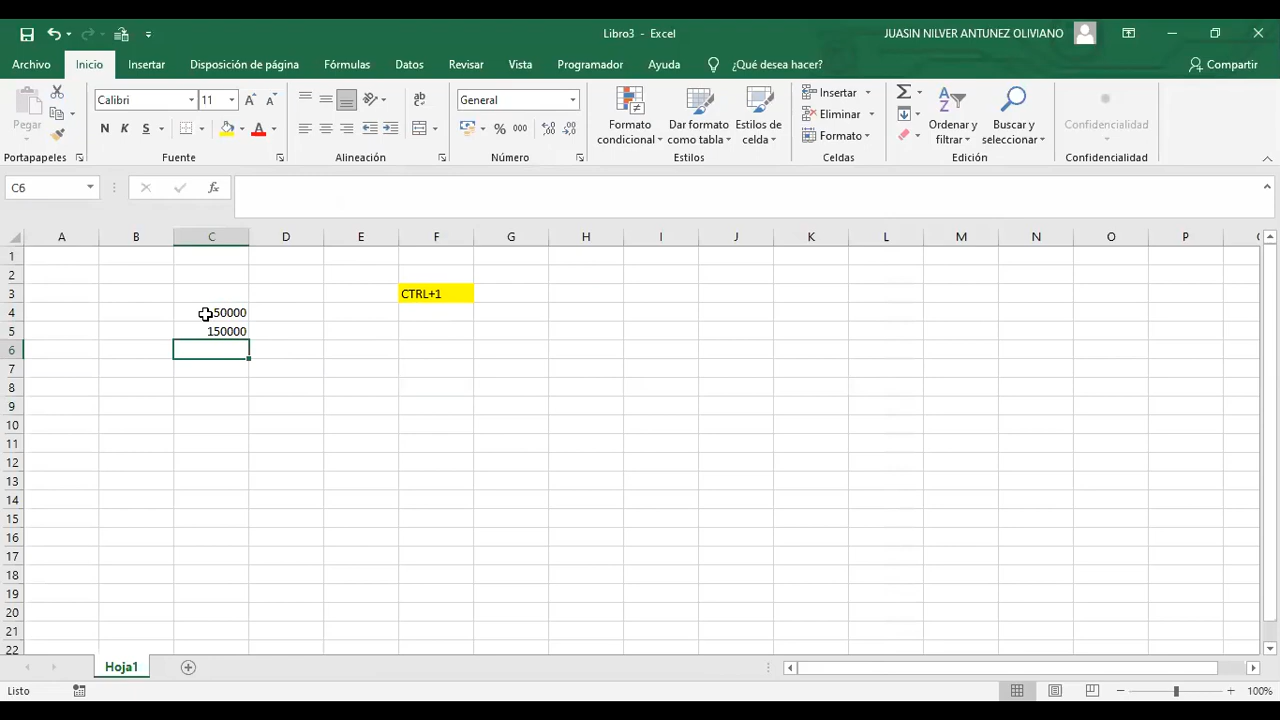 Libro3 - Excel
JUASIN NILVER ANTUNEZ OLIVIANO
Archivo Inicio Insertar Disposición de página Fórmulas Datos Revisar Vista Programador Ayuda ¿Qué desea hacer? Compartir
Pegar
Calibri 11
N K S
General
% 000
Formato condicional
Dar formato como tabla
Estilos de celda
Insertar
Eliminar
Formato
Ordenar y filtrar
Buscar y seleccionar
Confidencialidad
Portapapeles Fuente Alineación Número Estilos Celdas Edición Confidencialidad
C6 fx
A B C D E F G H I J K L M N O P
1
2
3 CTRL+1
4 50000
5 150000
6
7
8
9
10
11
12
13
14
15
16
17
18
19
20
21
22
Hoja1
Listo 100%